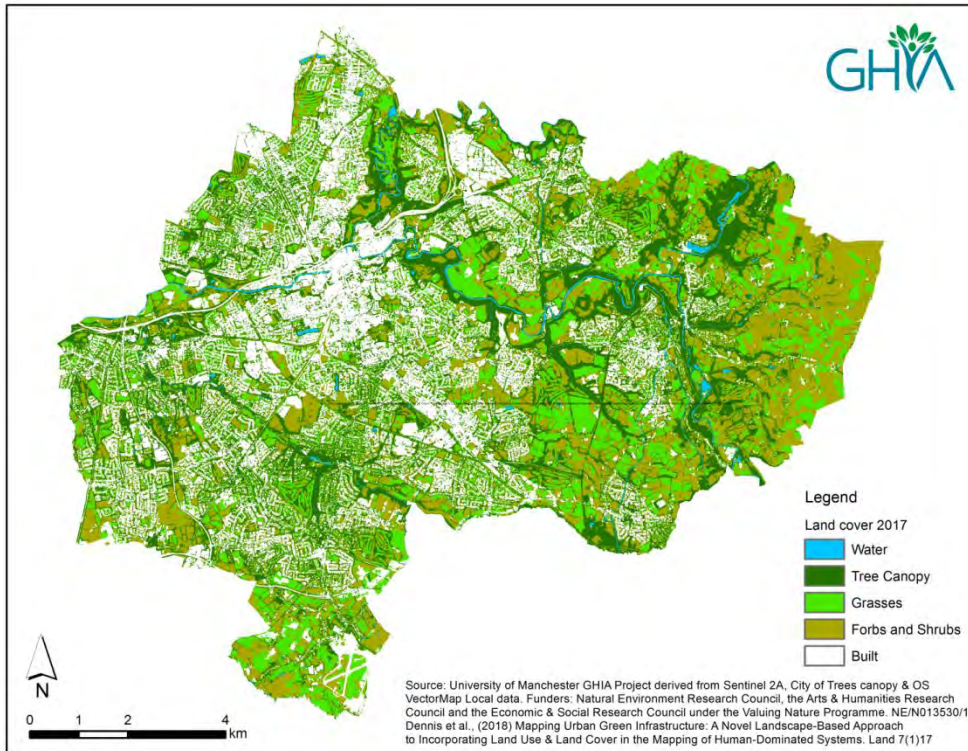 GHIA
Legend
Land cover 2017
Water
Tree Canopy
Grasses
Forbs and Shrubs
Built
N
0 1 2 4
km
Source: University of Manchester GHIA Project derived from Sentinel 2A, City of Trees canopy & OS
VectorMap Local data. Funders: Natural Environment Research Council, the Arts & Humanities Research
Council and the Economic & Social Research Council under the Valuing Nature Programme. NE/N013530/1
Dennis et al., (2018) Mapping Urban Green Infrastructure: A Novel Landscape-Based Approach
to Incorporating Land Use & Land Cover in the Mapping of Human-Dominated Systems. Land 7(1)17